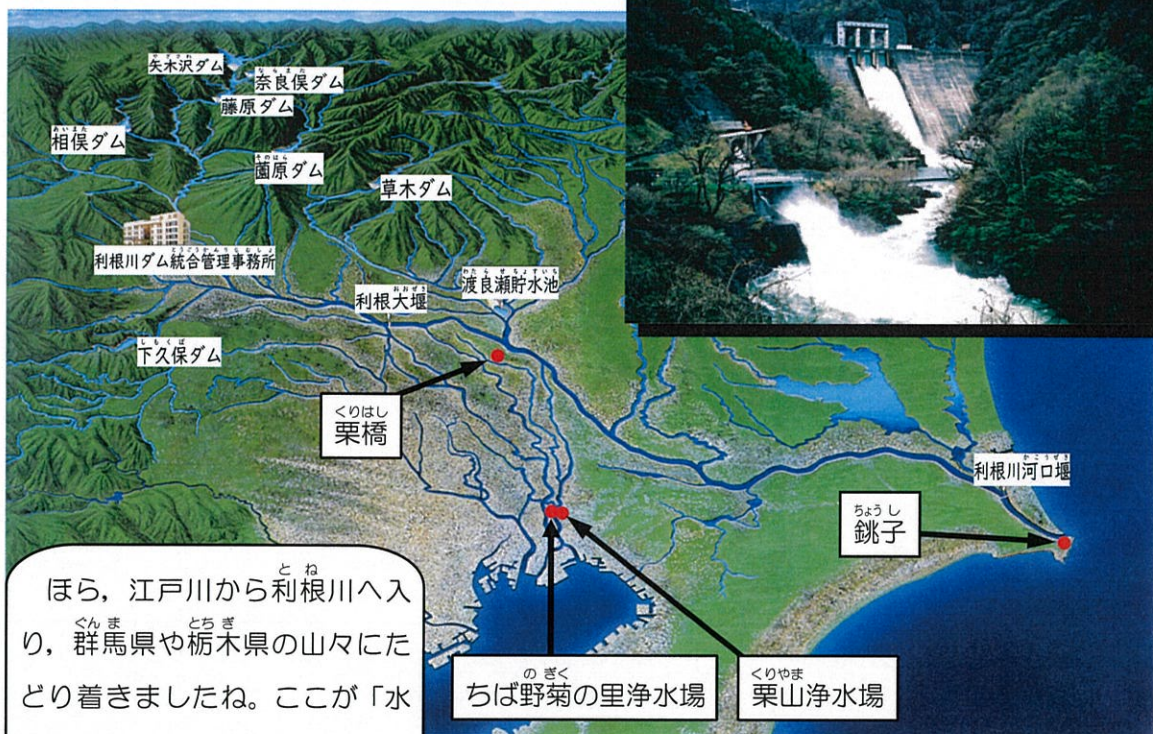 矢木沢ダム
奈良俣ダム
藤原ダム
相俣ダム
薗原ダム
草木ダム
利根川ダム統合管理事務所
利根大堰
渡良瀬貯水池
下久保ダム
栗橋
利根川河口堰
銚子
ちば野菊の里浄水場
栗山浄水場
ほら，江戸川から利根川へ入
り，群馬県や栃木県の山々にた
どり着きましたね。ここが「水